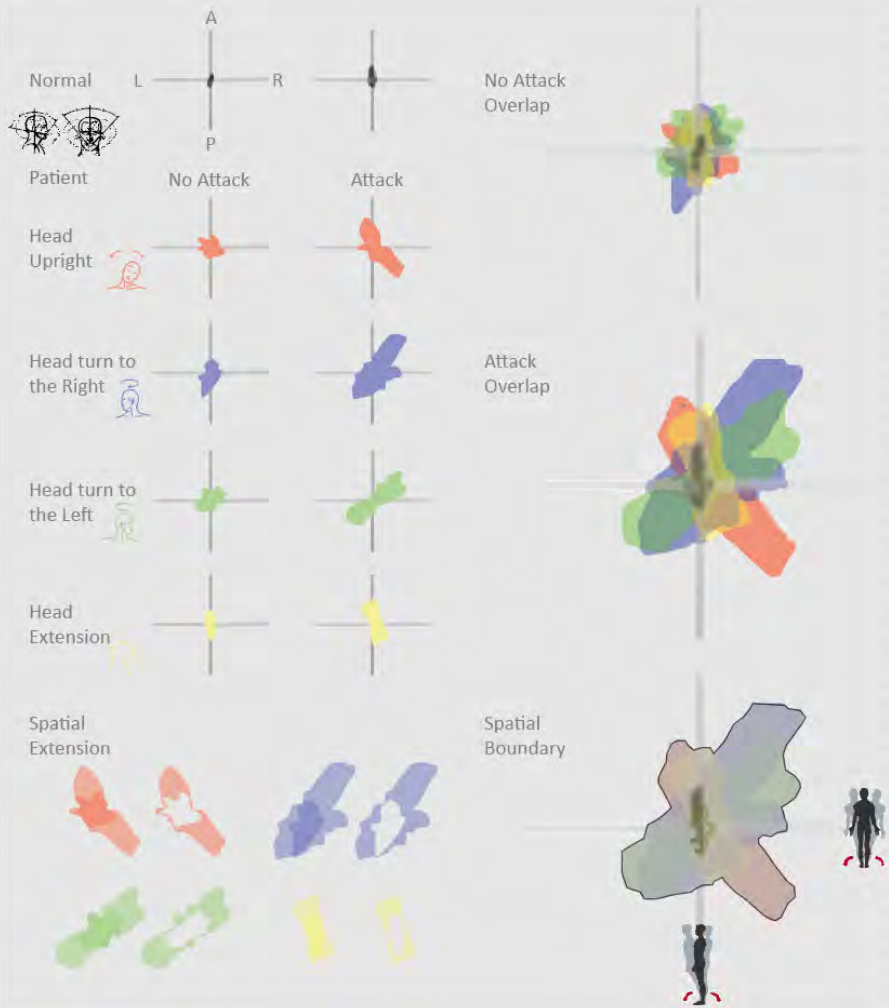 A
Normal
L
R
P
Patient
No Attack
Attack
Head
Upright
Head turn to
the Right
Head turn to
the Left
Head
Extension
Spatial
Extension
No Attack
Overlap
Attack
Overlap
Spatial
Boundary